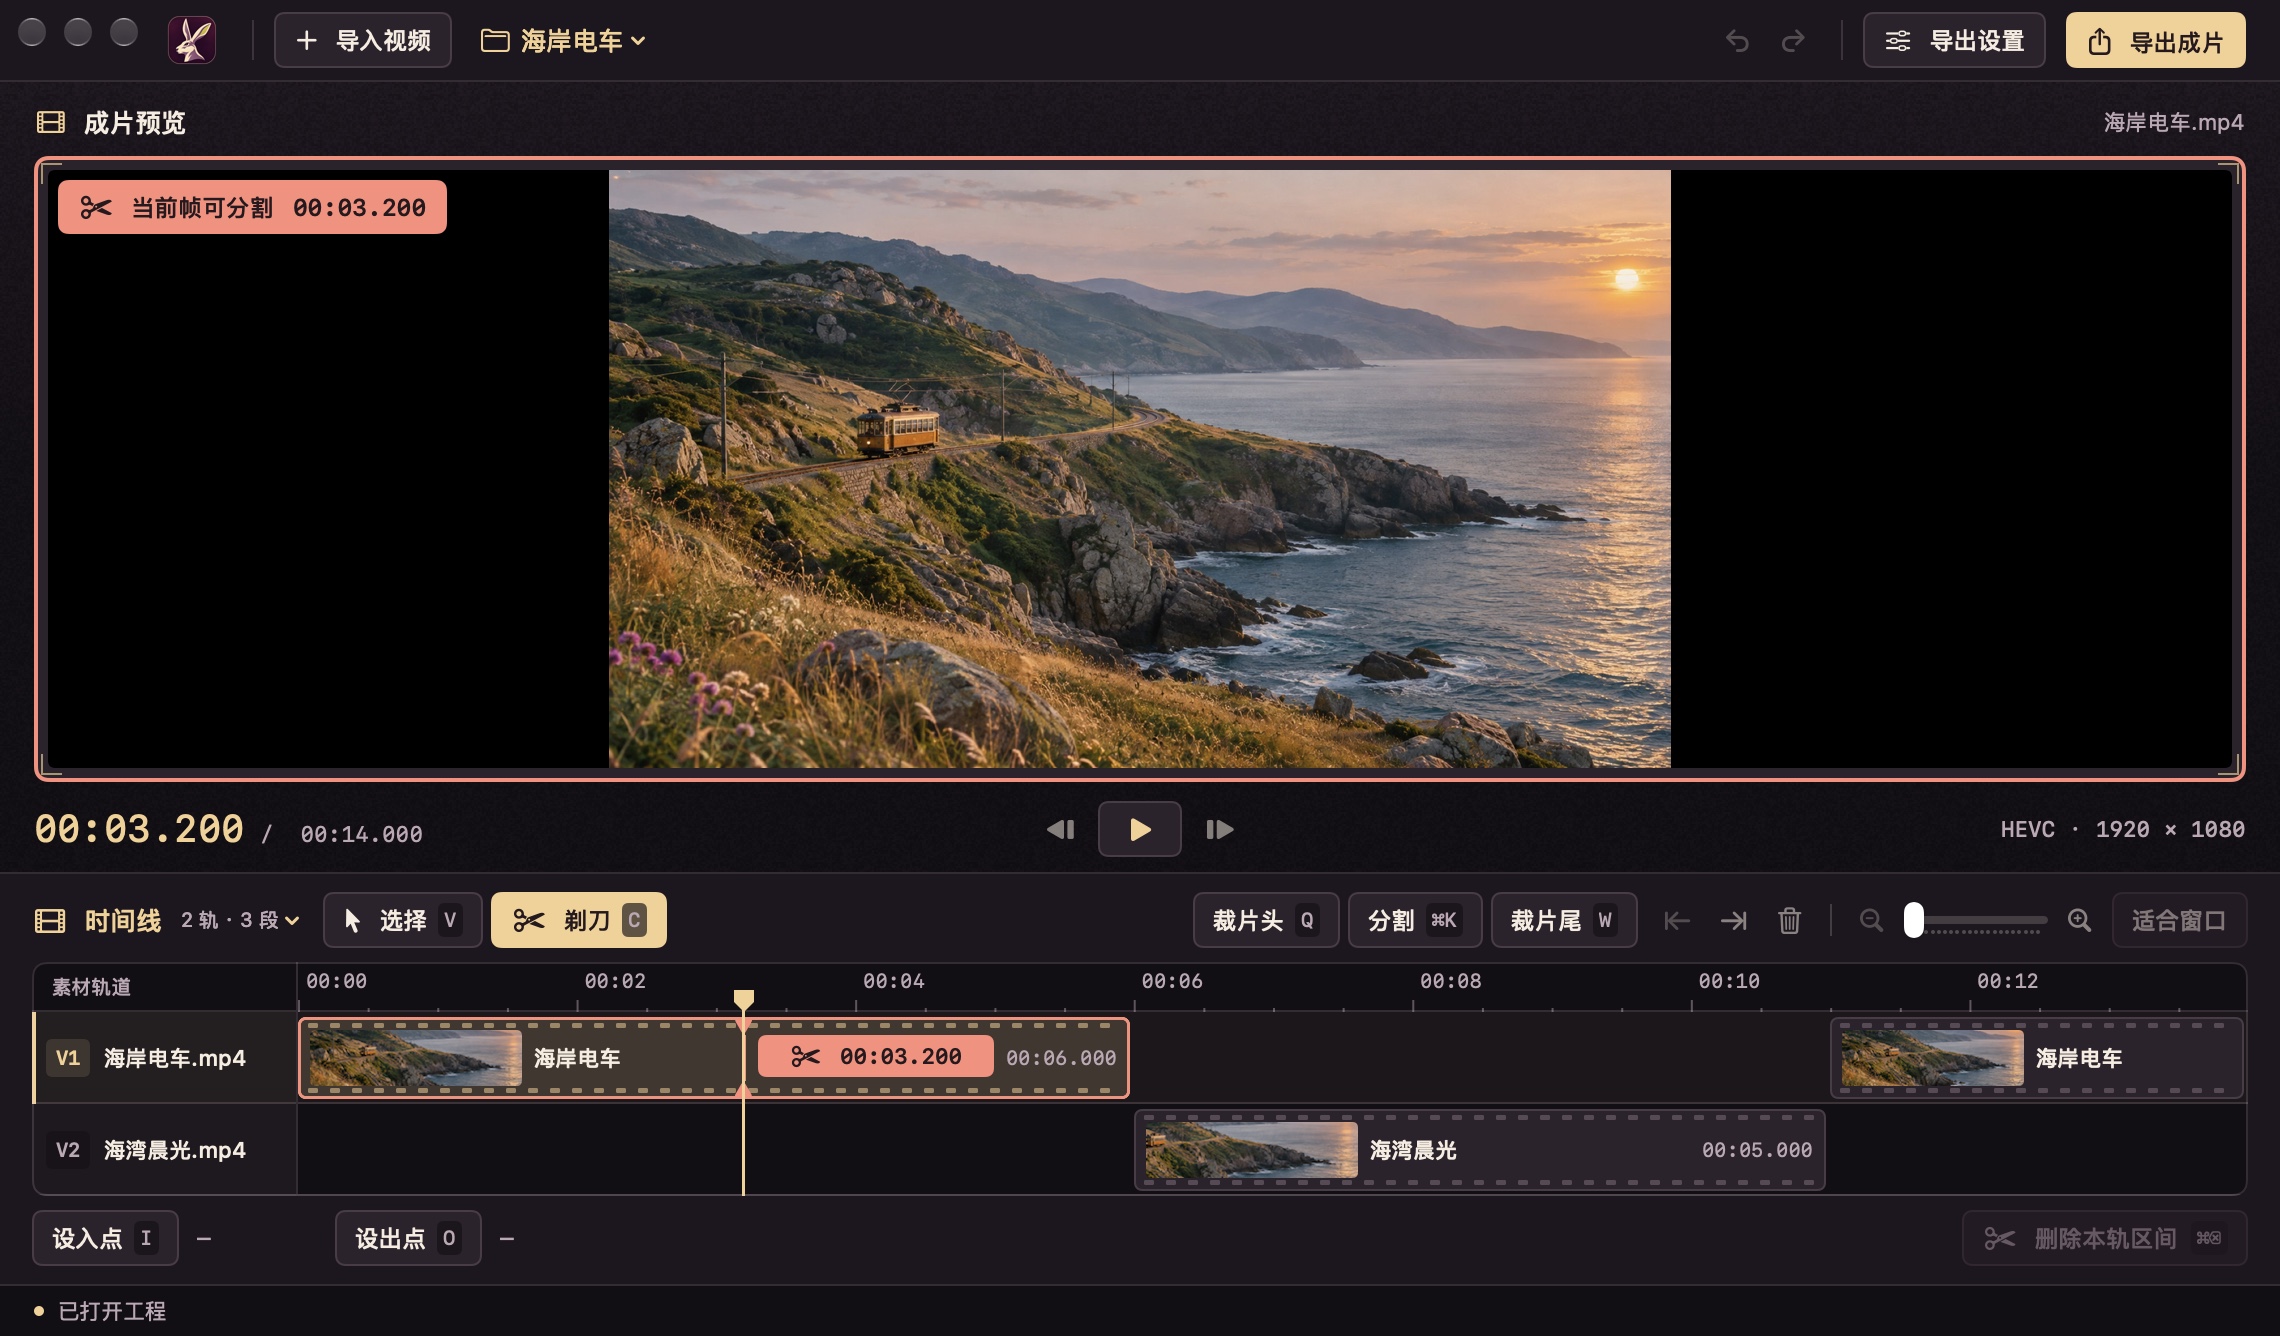 导入视频
海岸电车
导出设置
导出成片
成片预览
海岸电车.mp4
当前帧可分割 00:03.200
00:03.200 / 00:14.000
HEVC · 1920 × 1080
时间线 2 轨 · 3 段
选择 V
剃刀 C
裁片头 Q
分割 ⌘K
裁片尾 W
适合窗口
素材轨道
00:00 00:02 00:04 00:06 00:08 00:10 00:12
V1 海岸电车.mp4
海岸电车
00:03.200
00:06.000
海岸电车
V2 海湾晨光.mp4
海湾晨光
00:05.000
设入点 I —
设出点 O —
删除本轨区间 ⌘⌫
已打开工程